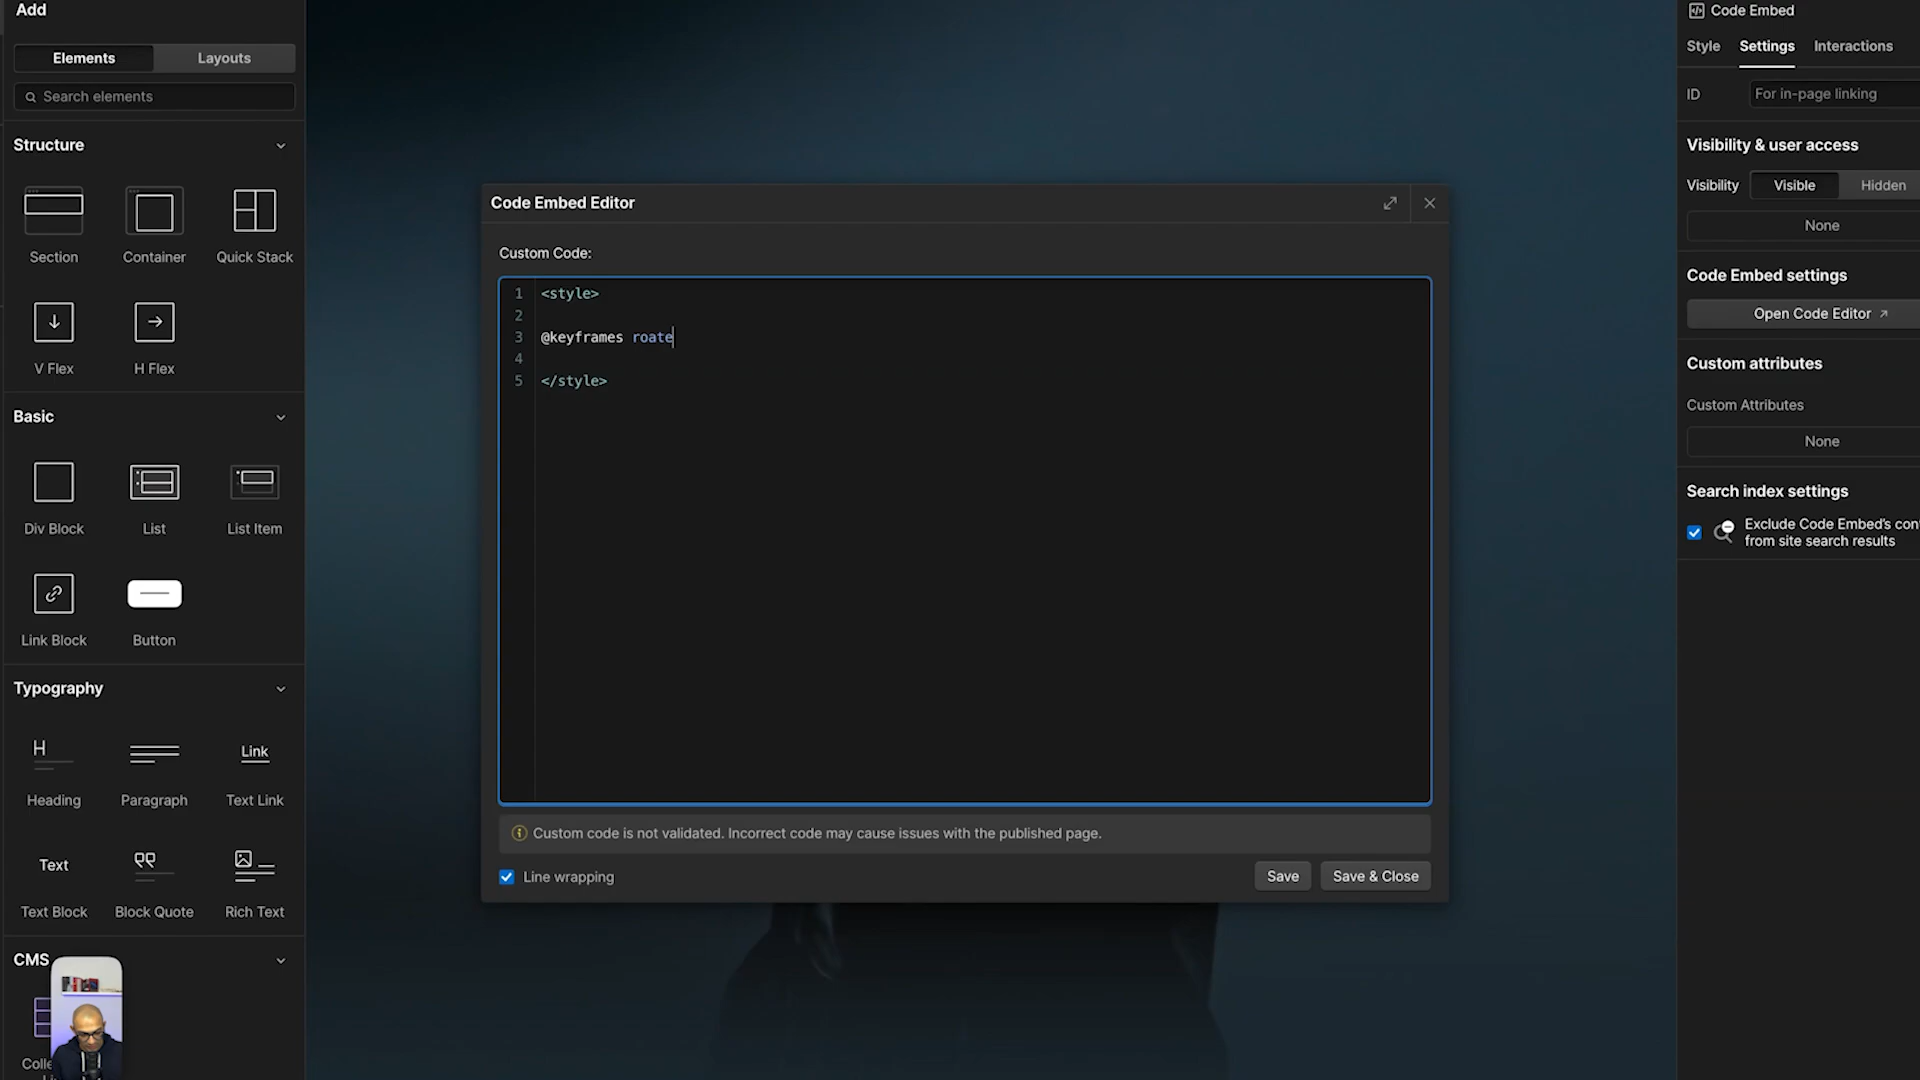 Add
Elements
Layouts
Search elements
Structure
Section
Container
Quick Stack
V Flex
H Flex
Basic
Div Block
List
List Item
Link Block
Button
Typography
H
Link
Heading
Paragraph
Text Link
Text
Text Block
Block Quote
Rich Text
CMS
Colle
Code Embed Editor
Custom Code:
1 <style>
2
3 @keyframes roate
4
5 </style>
Custom code is not validated. Incorrect code may cause issues with the published page.
Line wrapping
Save
Save & Close
Code Embed
Style
Settings
Interactions
ID
For in-page linking
Visibility & user access
Visibility
Visible
Hidden
None
Code Embed settings
Open Code Editor
Custom attributes
Custom Attributes
None
Search index settings
Exclude Code Embed's con
from site search results